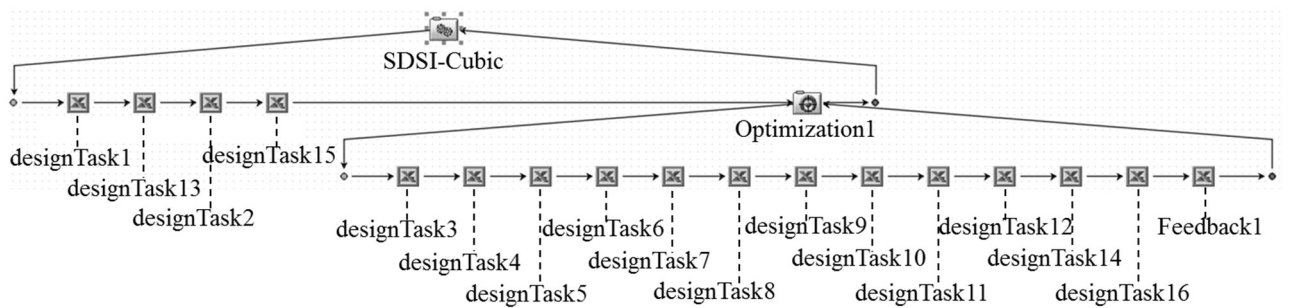 SDSI-Cubic
Optimization1
designTask1
designTask15
designTask13
designTask2
designTask3
designTask6
designTask9
designTask12
Feedback1
designTask4
designTask7
designTask10
designTask14
designTask5
designTask8
designTask11
designTask16